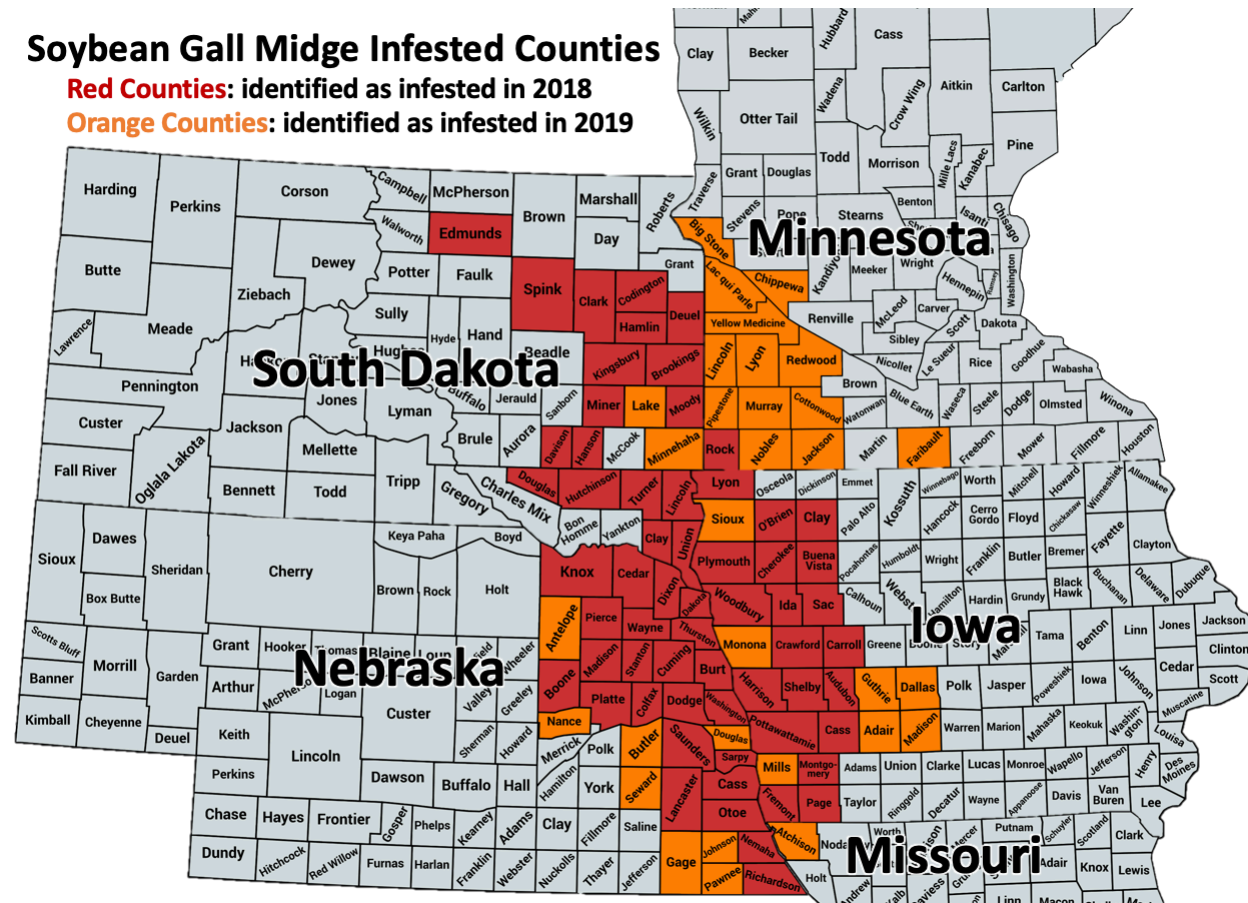 Soybean Gall Midge Infested Counties
Red Counties: identified as infested in 2018
Orange Counties: identified as infested in 2019
Minnesota
Clay
Becker
Hubbard
Cass
Wadena
Crow Wing
Aitkin
Carlton
Wilkin
Otter Tail
Todd
Morrison
Mille Lacs
Kanabec
Pine
Traverse
Grant
Douglas
Stevens
Pope
Stearns
Benton
Isanti
Chisago
Big Stone
Lac qui Parle
Chippewa
Meeker
Wright
Hennepin
Washington
Yellow Medicine
Renville
McLeod
Carver
Scott
Dakota
Sibley
Lincoln
Lyon
Redwood
Nicollet
Le Sueur
Rice
Goodhue
Wabasha
Brown
Pipestone
Murray
Cottonwood
Watonwan
Blue Earth
Waseca
Steele
Dodge
Olmsted
Winona
Rock
Nobles
Jackson
Martin
Faribault
Freeborn
Mower
Fillmore
Houston
South Dakota
Harding
Perkins
Corson
Campbell
McPherson
Brown
Marshall
Roberts
Walworth
Edmunds
Day
Butte
Dewey
Potter
Faulk
Grant
Ziebach
Spink
Clark
Codington
Meade
Sully
Hyde
Hand
Hamlin
Deuel
Lawrence
Beadle
Kingsbury
Brookings
Pennington
Jones
Lyman
Buffalo
Jerauld
Sanborn
Miner
Lake
Moody
Custer
Jackson
Brule
Aurora
Davison
Hanson
McCook
Minnehaha
Fall River
Oglala Lakota
Mellette
Bennett
Todd
Tripp
Gregory
Charles Mix
Douglas
Hutchinson
Turner
Lincoln
Bon Homme
Yankton
Clay
Union
Nebraska
Sioux
Dawes
Sheridan
Cherry
Keya Paha
Boyd
Box Butte
Brown
Rock
Holt
Knox
Cedar
Dixon
Dakota
Scotts Bluff
Morrill
Grant
Hooker
Blaine
Loup
Wheeler
Antelope
Pierce
Wayne
Thurston
Banner
Garden
Arthur
Logan
Custer
Valley
Greeley
Boone
Madison
Stanton
Cuming
Burt
Platte
Colfax
Dodge
Washington
Kimball
Cheyenne
Deuel
Keith
Lincoln
Sherman
Howard
Nance
Merrick
Polk
Butler
Saunders
Douglas
Sarpy
Perkins
Dawson
Buffalo
Hall
Hamilton
York
Seward
Lancaster
Cass
Otoe
Chase
Hayes
Frontier
Gosper
Phelps
Kearney
Adams
Clay
Fillmore
Saline
Dundy
Hitchcock
Red Willow
Furnas
Harlan
Franklin
Webster
Nuckolls
Thayer
Jefferson
Gage
Johnson
Nemaha
Pawnee
Richardson
Iowa
Lyon
Osceola
Dickinson
Emmet
Kossuth
Winnebago
Worth
Mitchell
Howard
Winneshiek
Allamakee
Sioux
O'Brien
Clay
Palo Alto
Hancock
Cerro Gordo
Floyd
Chickasaw
Fayette
Clayton
Plymouth
Cherokee
Buena Vista
Pocahontas
Humboldt
Wright
Franklin
Butler
Bremer
Black Hawk
Buchanan
Delaware
Dubuque
Woodbury
Ida
Sac
Calhoun
Hamilton
Hardin
Grundy
Tama
Benton
Linn
Jones
Jackson
Clinton
Monona
Crawford
Carroll
Greene
Story
Harrison
Shelby
Audubon
Guthrie
Dallas
Polk
Jasper
Poweshiek
Iowa
Johnson
Cedar
Scott
Muscatine
Pottawattamie
Cass
Adair
Madison
Warren
Marion
Mahaska
Keokuk
Washin-
gton
Louisa
Mills
Montgo-
mery
Adams
Union
Clarke
Lucas
Monroe
Wapello
Jefferson
Henry
Des Moines
Fremont
Page
Taylor
Ringgold
Decatur
Wayne
Appanoose
Davis
Van Buren
Lee
Missouri
Atchison
Worth
Putnam
Schuyler
Scotland
Clark
Holt
Adair
Knox
Lewis
Linn
Macon